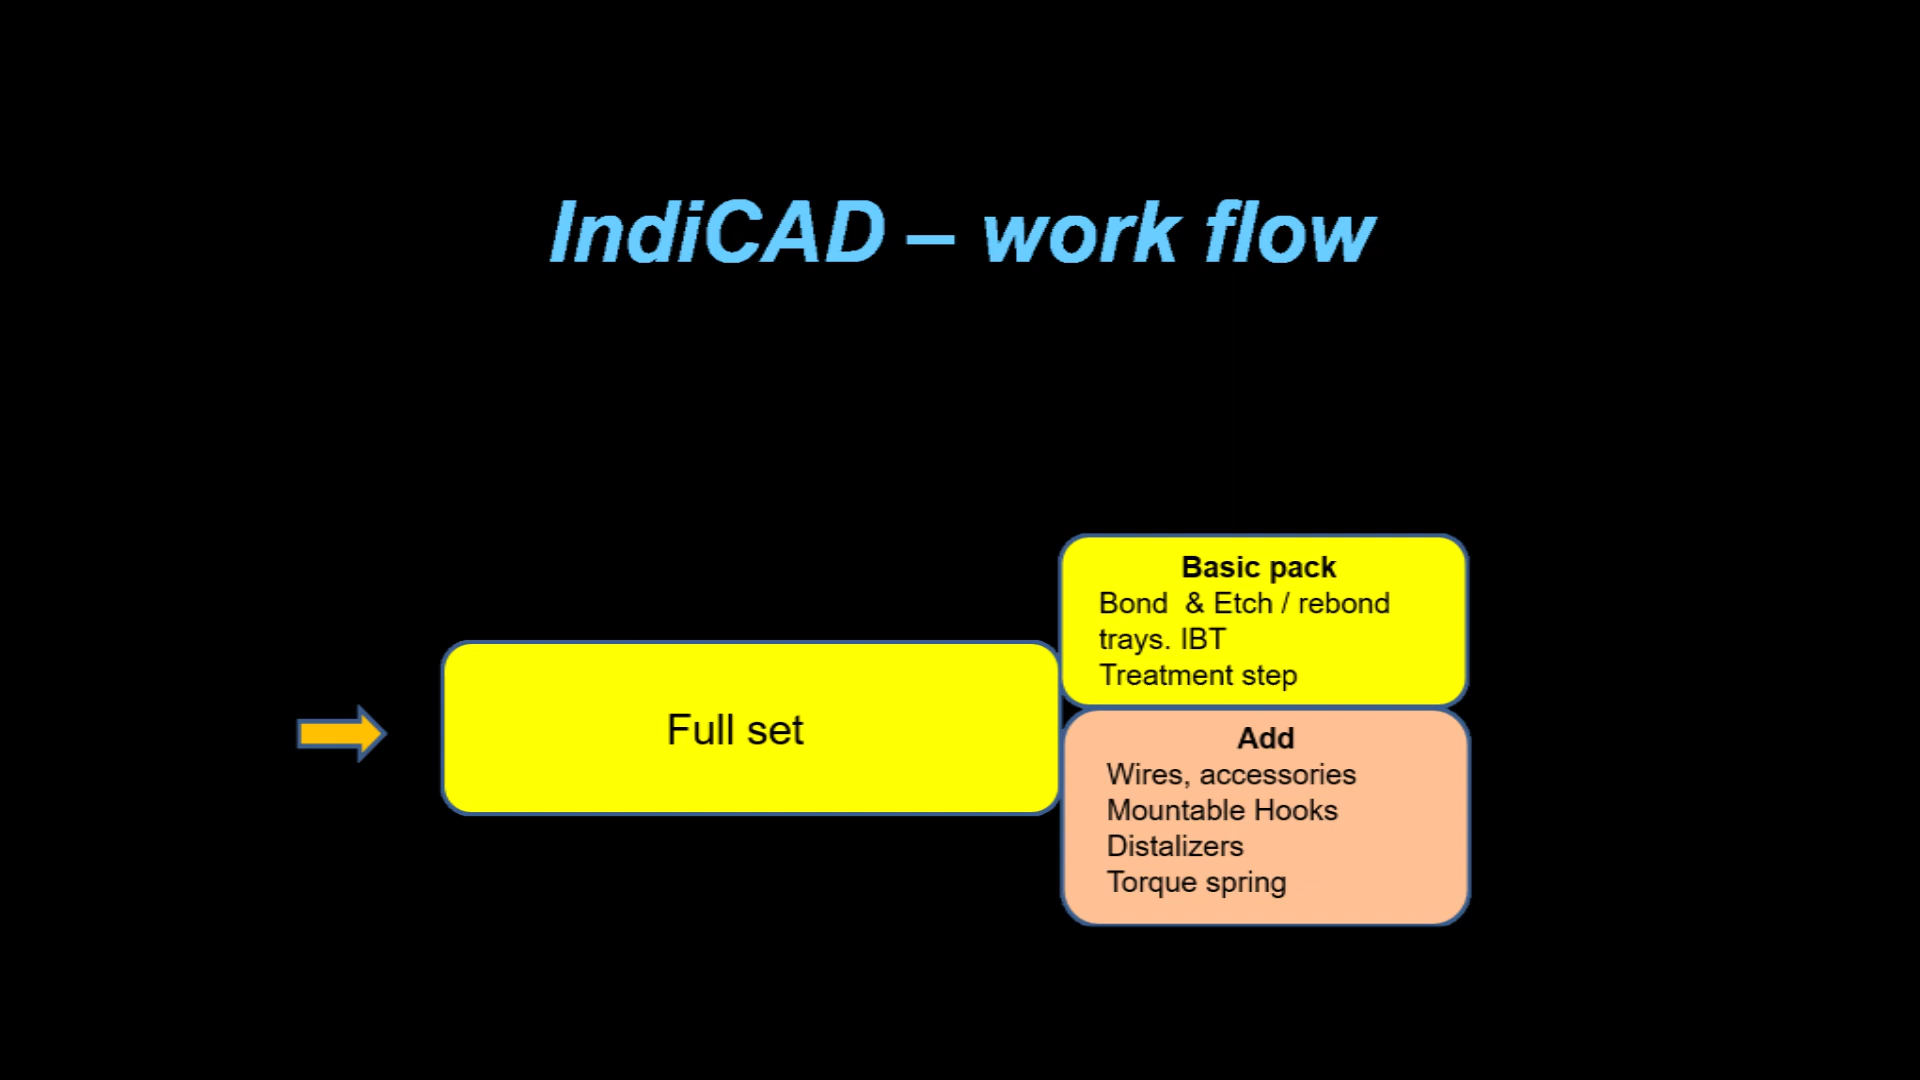 IndiCAD – work flow
Full set
Basic pack
Bond  & Etch / rebond
trays. IBT
Treatment step
Add
Wires, accessories
Mountable Hooks
Distalizers
Torque spring